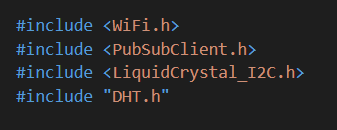 #include <WiFi.h>
#include <PubSubClient.h>
#include <LiquidCrystal_I2C.h>
#include "DHT.h"